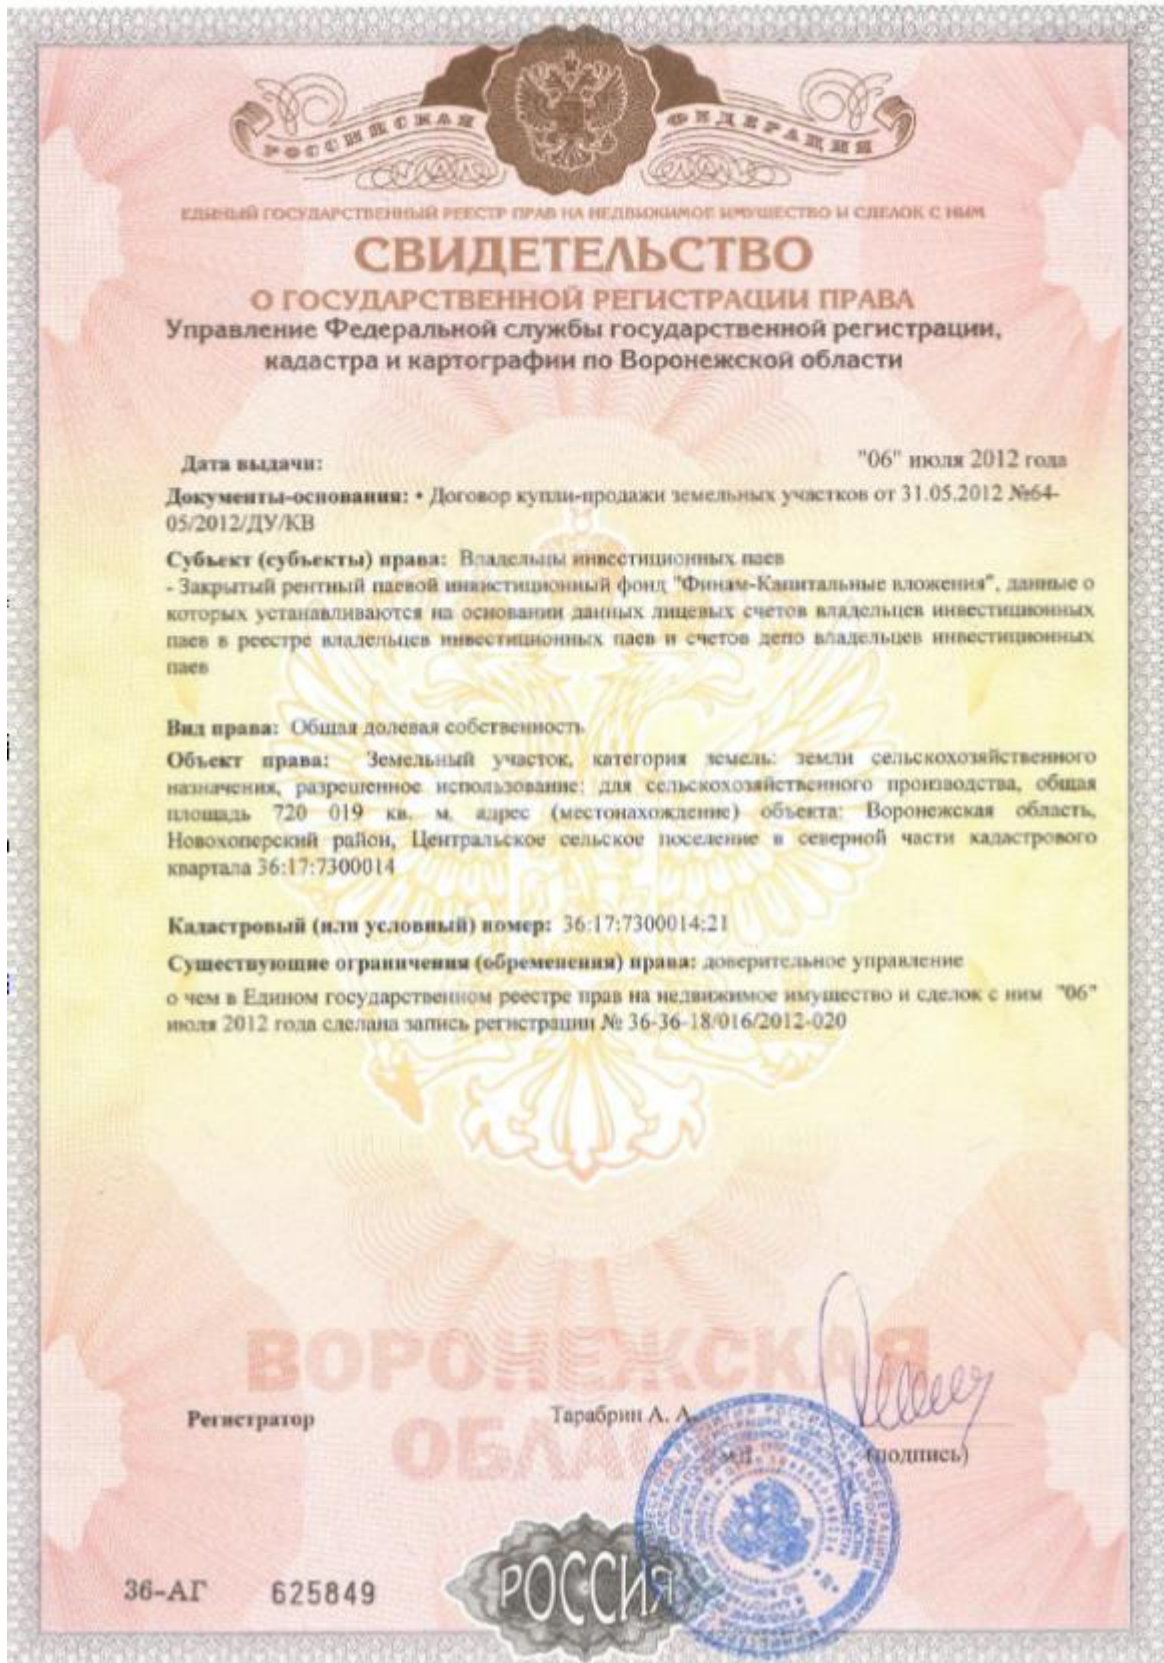 РОССИЙСКАЯ ФЕДЕРАЦИЯ
ЕДИНЫЙ ГОСУДАРСТВЕННЫЙ РЕЕСТР ПРАВ НА НЕДВИЖИМОЕ ИМУЩЕСТВО И СДЕЛОК С НИМ
СВИДЕТЕЛЬСТВО
О ГОСУДАРСТВЕННОЙ РЕГИСТРАЦИИ ПРАВА
Управление Федеральной службы государственной регистрации,
кадастра и картографии по Воронежской области
Дата выдачи: "06" июля 2012 года
Документы-основания: • Договор купли-продажи земельных участков от 31.05.2012 №64-
05/2012/ДУ/КВ
Субъект (субъекты) права: Владельцы инвестиционных паев
- Закрытый рентный паевой инвистиционный фонд "Финам-Капитальные вложения", данные о
которых устанавливаются на основании данных лицевых счетов владельцев инвестиционных
паев в реестре владельцев инвестиционных паев и счетов депо владельцев инвестиционных
паев
Вид права: Общая долевая собственность
Объект права: Земельный участок, категория земель: земли сельскохозяйственного
назначения, разрешенное использование: для сельскохозяйственного производства, общая
площадь 720 019 кв. м, адрес (местонахождение) объекта: Воронежская область,
Новохоперский район, Центральское сельское поселение в северной части кадастрового
квартала 36:17:7300014
Кадастровый (или условный) номер: 36:17:7300014:21
Существующие ограничения (обременения) права: доверительное управление
о чем в Едином государственном реестре прав на недвижимое имущество и сделок с ним "06"
июля 2012 года сделана запись регистрации № 36-36-18/016/2012-020
ВОРОНЕЖСКАЯ
Регистратор Тарабрин А. А.
(подпись)
36-АГ 625849
РОССИЯ